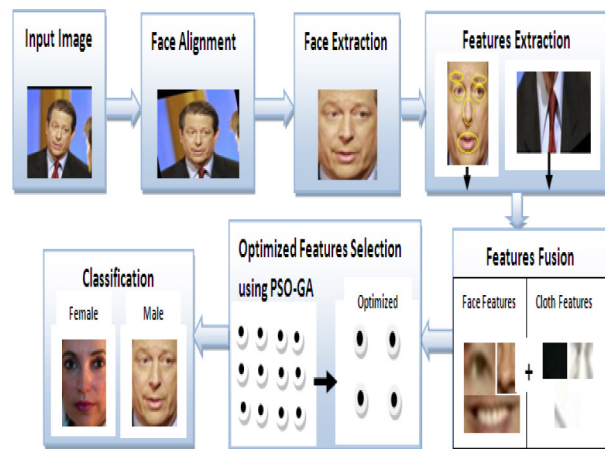 Input Image
Face Alignment
Face Extraction
Features Extraction
Features Fusion
Face Features
Cloth Features
+
Optimized Features Selection
using PSO-GA
Optimized
Classification
Female
Male